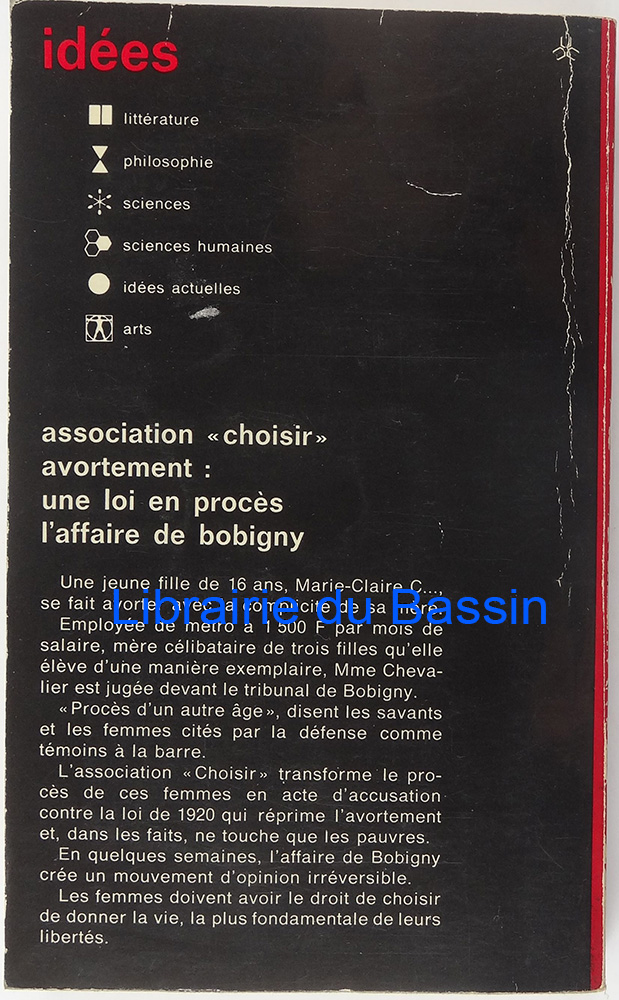 idées
littérature
philosophie
sciences
sciences humaines
idées actuelles
arts
association «choisir»
avortement :
une loi en procès
l'affaire de bobigny
Une jeune fille de 16 ans, Marie-Claire C...,
se fait avorter avec la complicité de sa mère.
Librairie du Bassin
Employée de métro à 1 500 F par mois de
salaire, mère célibataire de trois filles qu'elle
élève d'une manière exemplaire, Mme Cheva-
lier est jugée devant le tribunal de Bobigny.
«Procès d'un autre âge», disent les savants
et les femmes cités par la défense comme
témoins à la barre.
L'association «Choisir» transforme le pro-
cès de ces femmes en acte d'accusation
contre la loi de 1920 qui réprime l'avortement
et, dans les faits, ne touche que les pauvres.
En quelques semaines, l'affaire de Bobigny
crée un mouvement d'opinion irréversible.
Les femmes doivent avoir le droit de choisir
de donner la vie, la plus fondamentale de leurs
libertés.